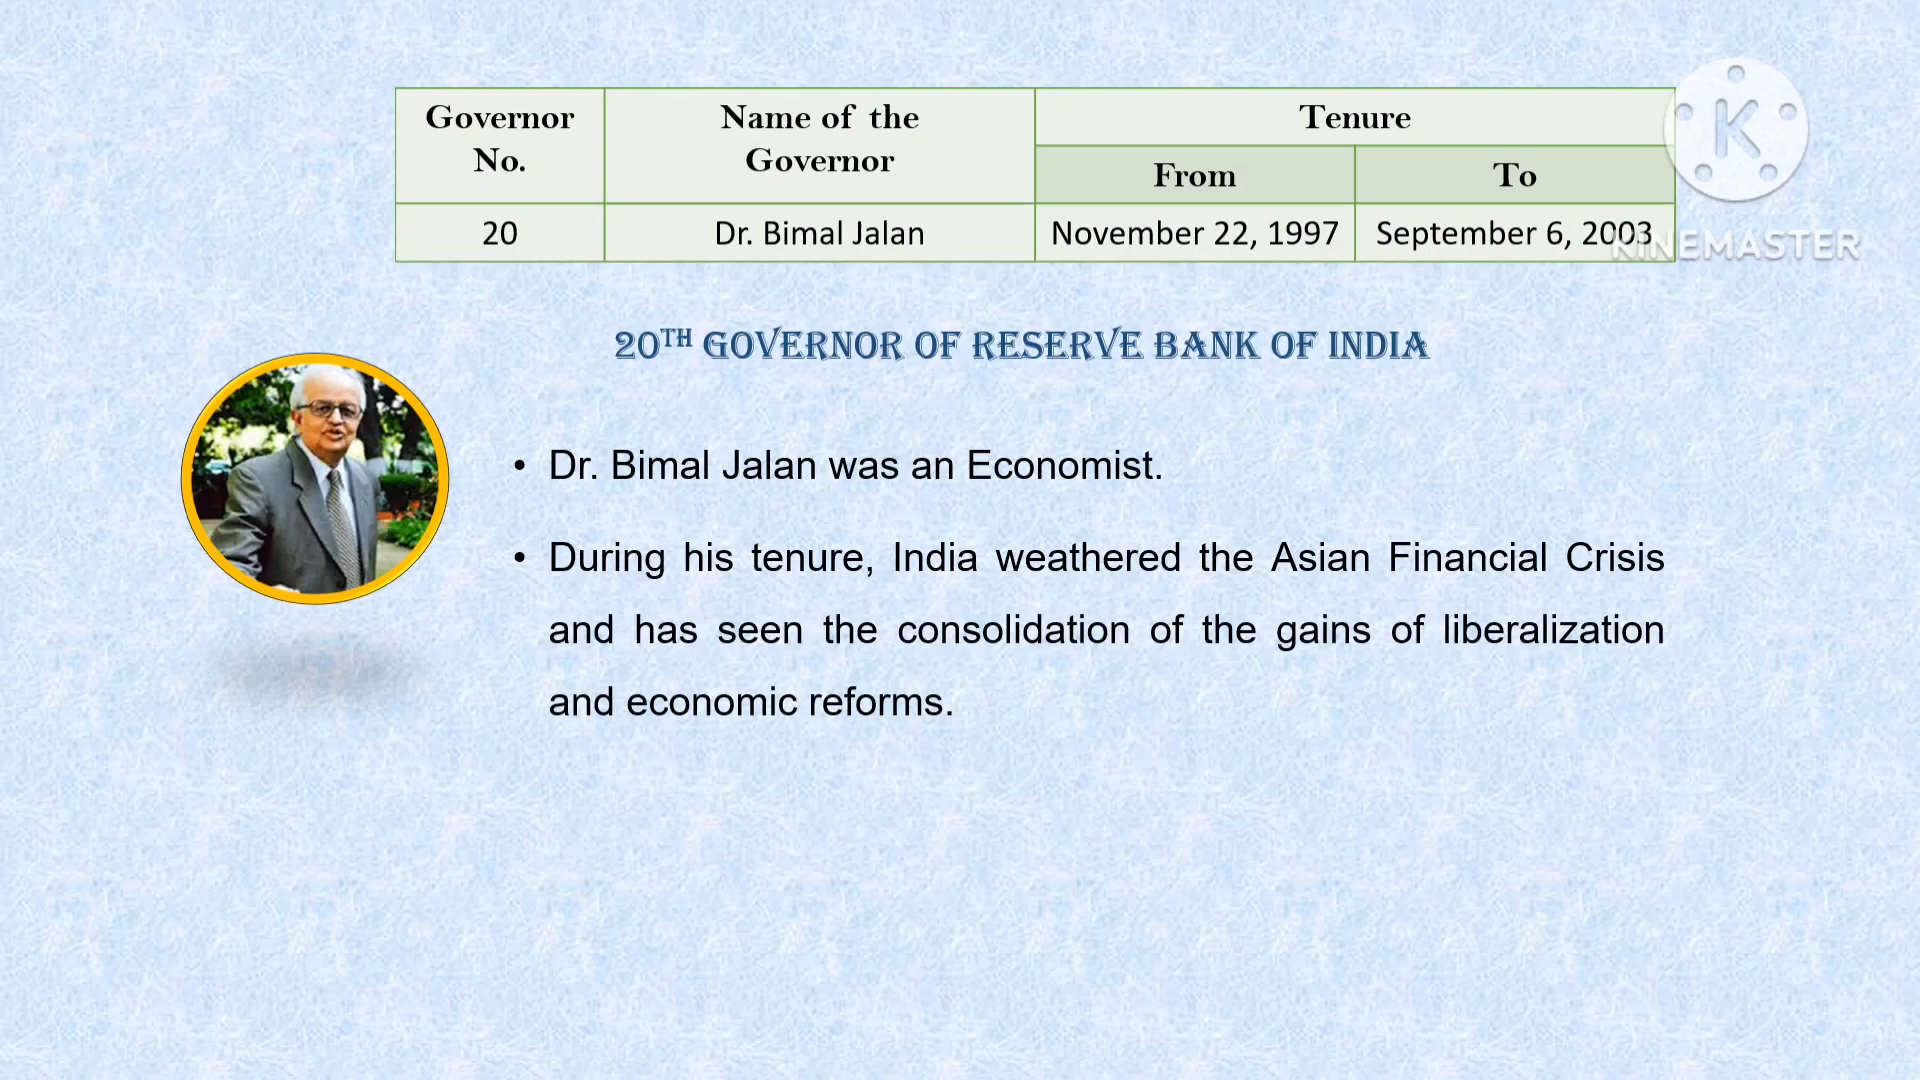 Governor No.
Name of the Governor
Tenure
From
To
20
Dr. Bimal Jalan
November 22, 1997
September 6, 2003
K
KINEMASTER
20TH GOVERNOR OF RESERVE BANK OF INDIA
• Dr. Bimal Jalan was an Economist.
• During his tenure, India weathered the Asian Financial Crisis
and has seen the consolidation of the gains of liberalization
and economic reforms.